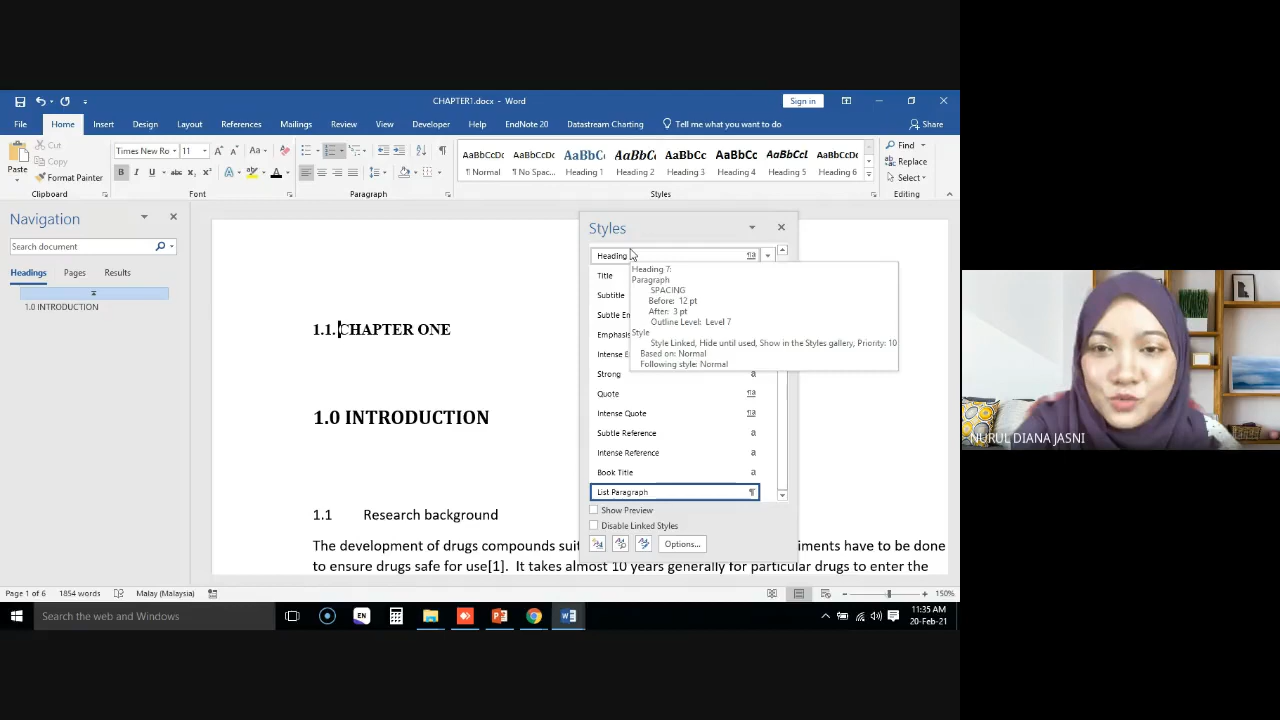 CHAPTER1.docx - Word
Sign in
File Home Insert Design Layout References Mailings Review View Developer Help EndNote 20 Datastream Charting Tell me what you want to do Share
Paste
Cut
Copy
Format Painter
Clipboard
Times New Ro 11
Font
Paragraph
AaBbCcDc AaBbCcDc AaBbC AaBbCc AaBbCc AaBbCc AaBbCcL AaBbCcDc
¶ Normal ¶ No Spac... Heading 1 Heading 2 Heading 3 Heading 4 Heading 5 Heading 6
Styles
Find
Replace
Select
Editing
Navigation
Search document
Headings Pages Results
1.0 INTRODUCTION
1.1. CHAPTER ONE
1.0 INTRODUCTION
1.1 Research background
The development of drugs compounds suit
iments have to be done
to ensure drugs safe for use[1]. It takes almost 10 years generally for particular drugs to enter the
Styles
Heading
Title
Subtitle
Subtle Em
Emphasis
Intense E
Strong
Quote
Intense Quote
Subtle Reference
Intense Reference
Book Title
List Paragraph
Show Preview
Disable Linked Styles
Options...
Heading 7:
Paragraph
SPACING
Before: 12 pt
After: 3 pt
Outline Level: Level 7
Style
Style Linked, Hide until used, Show in the Styles gallery, Priority: 10
Based on: Normal
Following style: Normal
NURUL DIANA JASNI
Page 1 of 6 1854 words Malay (Malaysia) 150%
Search the web and Windows
EN
11:35 AM
20-Feb-21